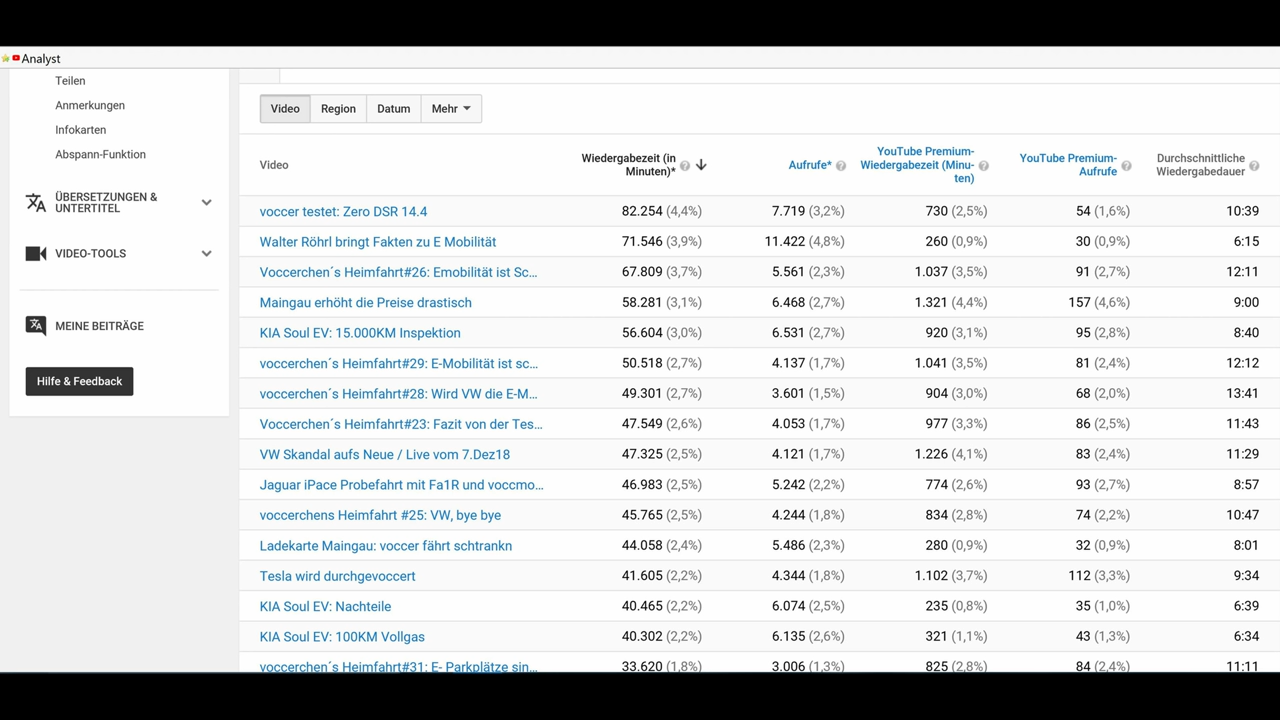 Analyst
Teilen
Anmerkungen
Infokarten
Abspann-Funktion
ÜBERSETZUNGEN &
UNTERTITEL
VIDEO-TOOLS
MEINE BEITRÄGE
Hilfe & Feedback
Video Region Datum Mehr
Video Wiedergabezeit (in Minuten)* Aufrufe* YouTube Premium-Wiedergabezeit (Minuten) YouTube Premium-Aufrufe Durchschnittliche Wiedergabedauer
voccer testet: Zero DSR 14.4 82.254 (4,4%) 7.719 (3,2%) 730 (2,5%) 54 (1,6%) 10:39
Walter Röhrl bringt Fakten zu E Mobilität 71.546 (3,9%) 11.422 (4,8%) 260 (0,9%) 30 (0,9%) 6:15
Voccerchen´s Heimfahrt#26: Emobilität ist Sc... 67.809 (3,7%) 5.561 (2,3%) 1.037 (3,5%) 91 (2,7%) 12:11
Maingau erhöht die Preise drastisch 58.281 (3,1%) 6.468 (2,7%) 1.321 (4,4%) 157 (4,6%) 9:00
KIA Soul EV: 15.000KM Inspektion 56.604 (3,0%) 6.531 (2,7%) 920 (3,1%) 95 (2,8%) 8:40
voccerchen´s Heimfahrt#29: E-Mobilität ist sc... 50.518 (2,7%) 4.137 (1,7%) 1.041 (3,5%) 81 (2,4%) 12:12
voccerchen´s Heimfahrt#28: Wird VW die E-M... 49.301 (2,7%) 3.601 (1,5%) 904 (3,0%) 68 (2,0%) 13:41
Voccerchen´s Heimfahrt#23: Fazit von der Tes... 47.549 (2,6%) 4.053 (1,7%) 977 (3,3%) 86 (2,5%) 11:43
VW Skandal aufs Neue / Live vom 7.Dez18 47.325 (2,5%) 4.121 (1,7%) 1.226 (4,1%) 83 (2,4%) 11:29
Jaguar iPace Probefahrt mit Fa1R und voccmo... 46.983 (2,5%) 5.242 (2,2%) 774 (2,6%) 93 (2,7%) 8:57
voccerchens Heimfahrt #25: VW, bye bye 45.765 (2,5%) 4.244 (1,8%) 834 (2,8%) 74 (2,2%) 10:47
Ladekarte Maingau: voccer fährt schtrankn 44.058 (2,4%) 5.486 (2,3%) 280 (0,9%) 32 (0,9%) 8:01
Tesla wird durchgevoccert 41.605 (2,2%) 4.344 (1,8%) 1.102 (3,7%) 112 (3,3%) 9:34
KIA Soul EV: Nachteile 40.465 (2,2%) 6.074 (2,5%) 235 (0,8%) 35 (1,0%) 6:39
KIA Soul EV: 100KM Vollgas 40.302 (2,2%) 6.135 (2,6%) 321 (1,1%) 43 (1,3%) 6:34
voccerchen´s Heimfahrt#31: E- Parkplätze sin... 33.620 (1,8%) 3.006 (1,3%) 825 (2,8%) 84 (2,4%) 11:11